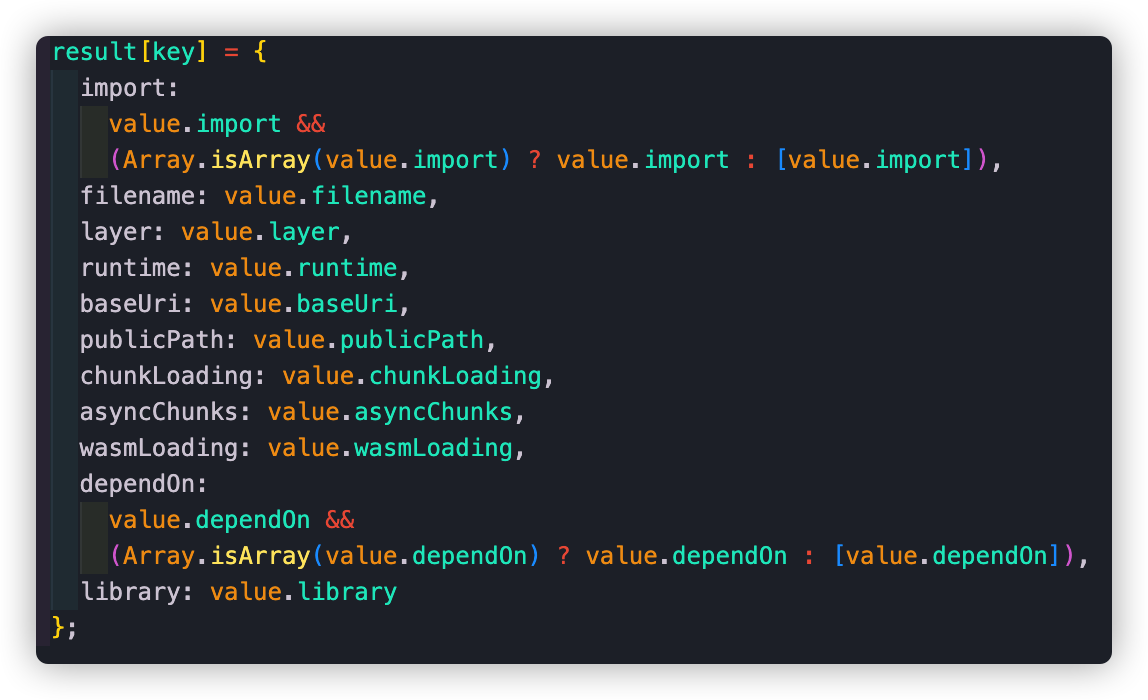 result[key] = {
import:
value.import &&
(Array.isArray(value.import) ? value.import : [value.import]),
filename: value.filename,
layer: value.layer,
runtime: value.runtime,
baseUri: value.baseUri,
publicPath: value.publicPath,
chunkLoading: value.chunkLoading,
asyncChunks: value.asyncChunks,
wasmLoading: value.wasmLoading,
dependOn:
value.dependOn &&
(Array.isArray(value.dependOn) ? value.dependOn : [value.dependOn]),
library: value.library
};